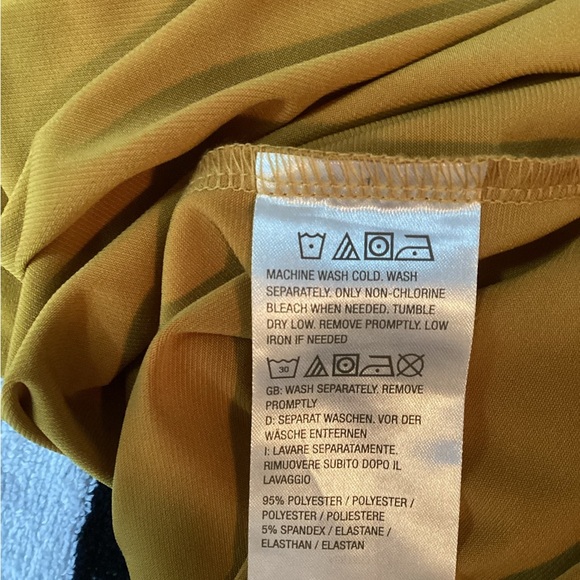 MACHINE WASH COLD. WASH
SEPARATELY. ONLY NON-CHLORINE
BLEACH WHEN NEEDED. TUMBLE
DRY LOW. REMOVE PROMPTLY. LOW
IRON IF NEEDED
30
GB: WASH SEPARATELY. REMOVE
PROMPTLY
D: SEPARAT WASCHEN. VOR DER
WÄSCHE ENTFERNEN
I: LAVARE SEPARATAMENTE.
RIMUOVERE SUBITO DOPO IL
LAVAGGIO
95% POLYESTER / POLYESTER /
POLYESTER / POLIESTERE
5% SPANDEX / ELASTANE /
ELASTHAN / ELASTAN